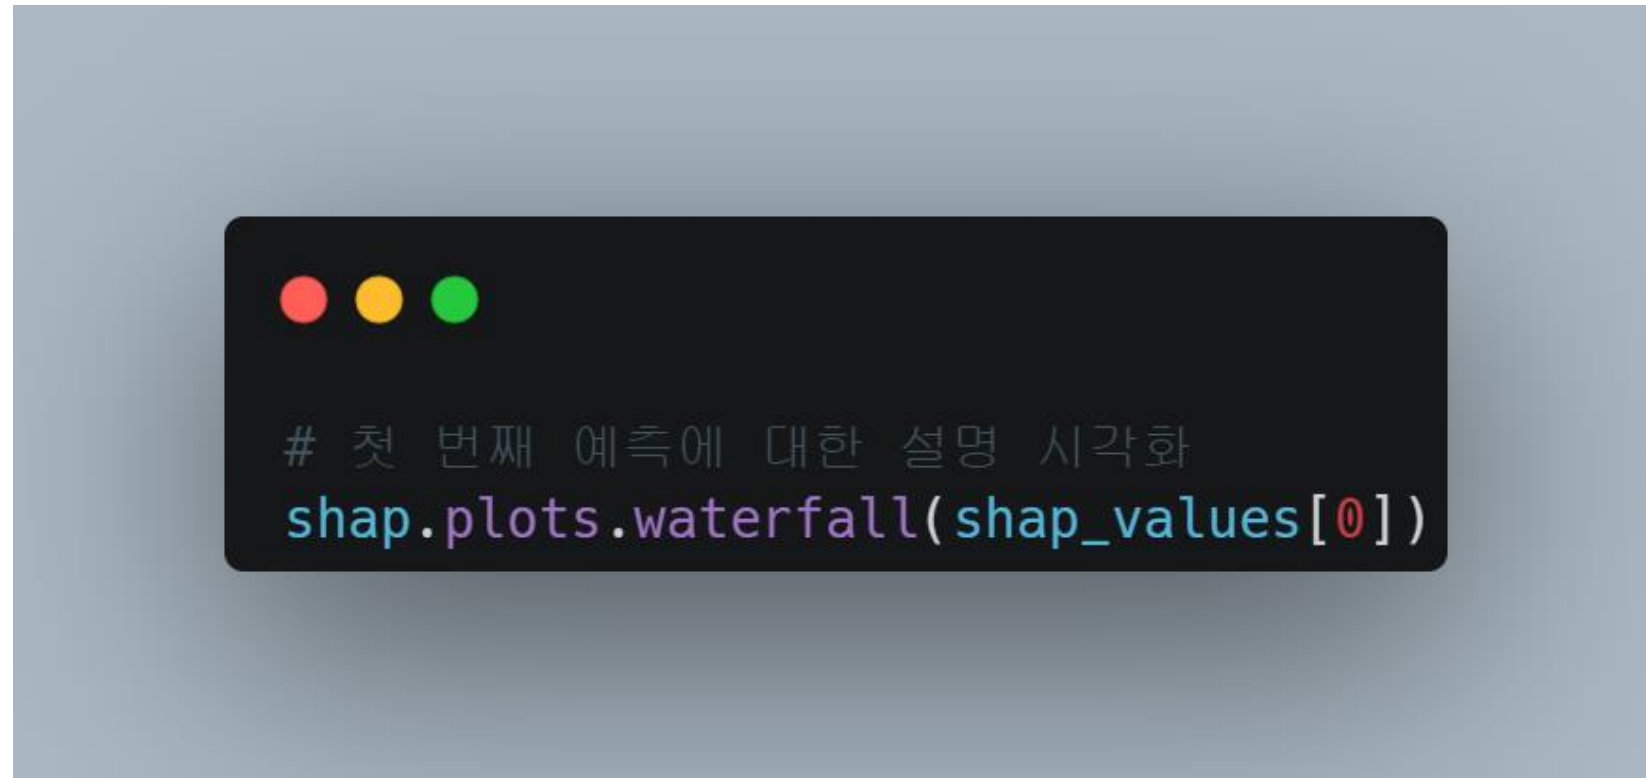 # 첫 번째 예측에 대한 설명 시각화
shap.plots.waterfall(shap_values[0])